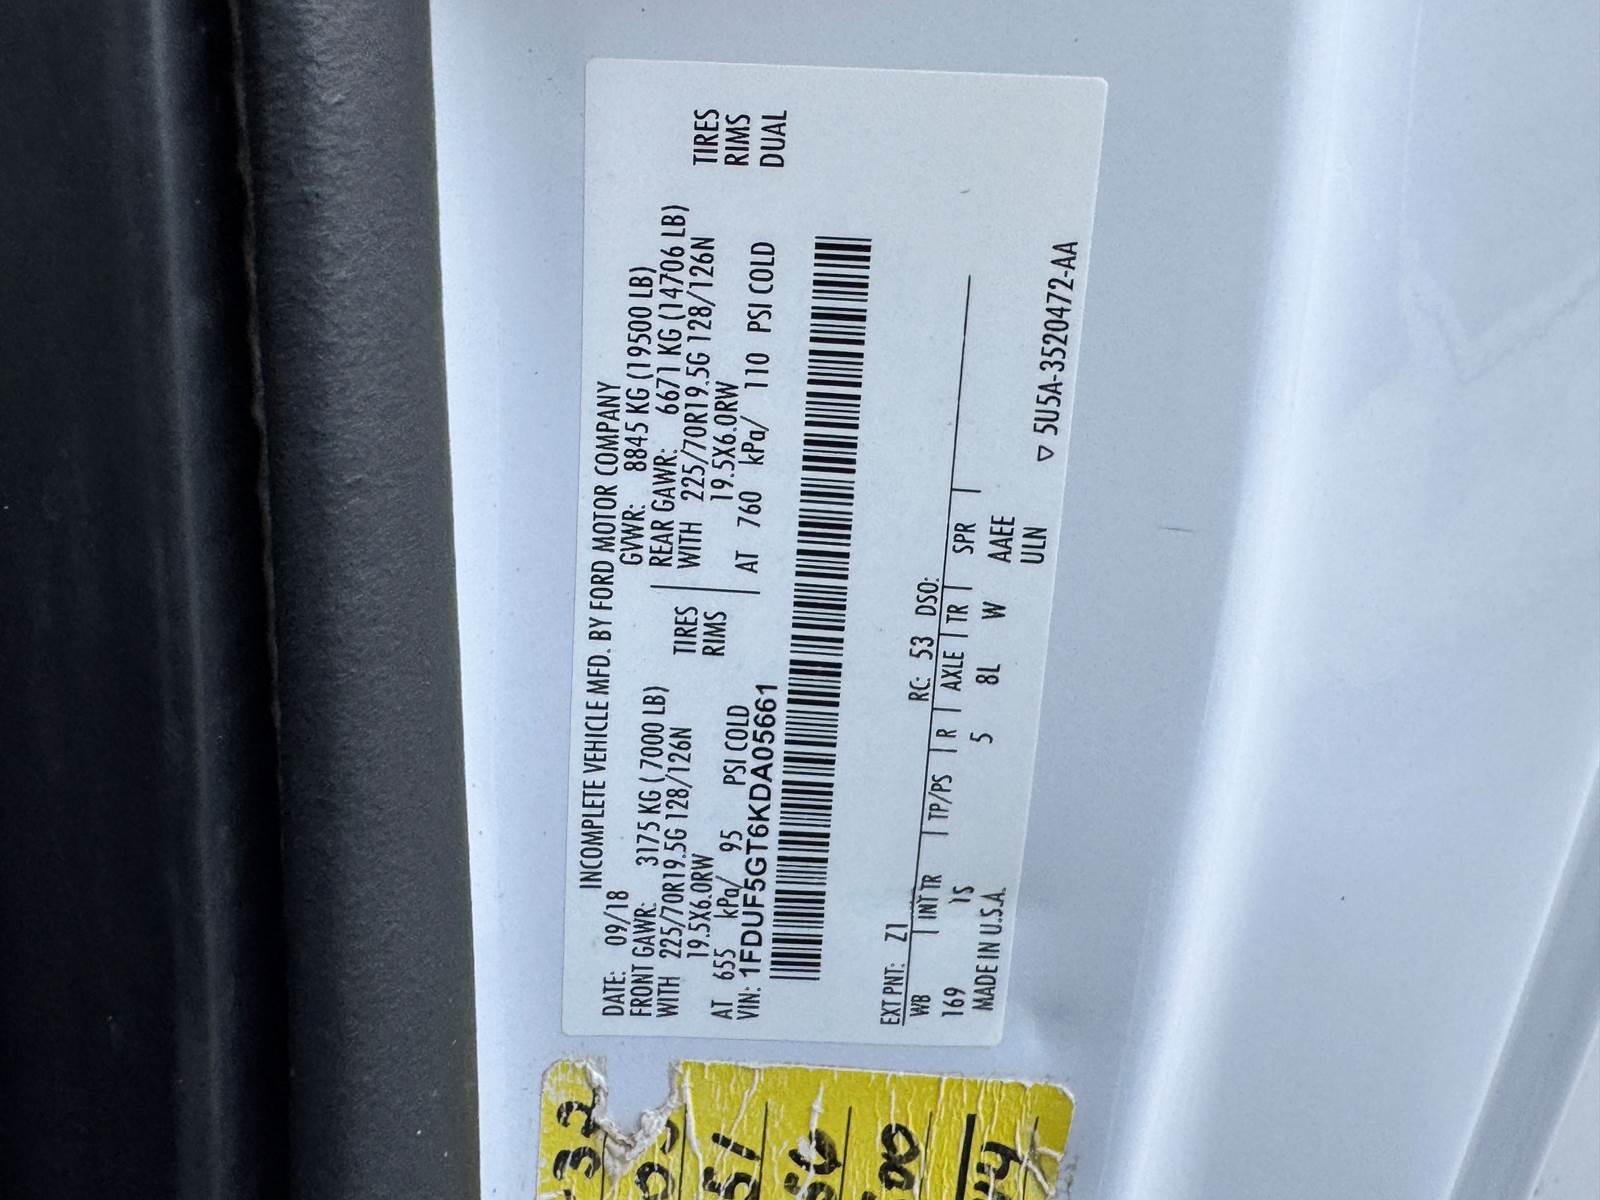 INCOMPLETE VEHICLE MFD. BY FORD MOTOR COMPANY
DATE: 09/18 GVWR: 8845 KG (19500 LB)
FRONT GAWR: 3175 KG (7000 LB) REAR GAWR: 6671 KG (14706 LB)
WITH 225/70R19.5G 128/126N TIRES WITH 225/70R19.5G 128/126N TIRES
19.5X6.0RW RIMS 19.5X6.0RW RIMS
AT 655 kPa/ 95 PSI COLD AT 760 kPa/ 110 PSI COLD DUAL
VIN: 1FDUF5GT6KDA05661
EXT PNT: Z1 RC: 53 DSO:
WB INT TR TP/PS R AXLE TR SPR
169 1S 5 8L W AAEE
MADE IN U.S.A. ULN
▽ 5U5A-3520472-AA